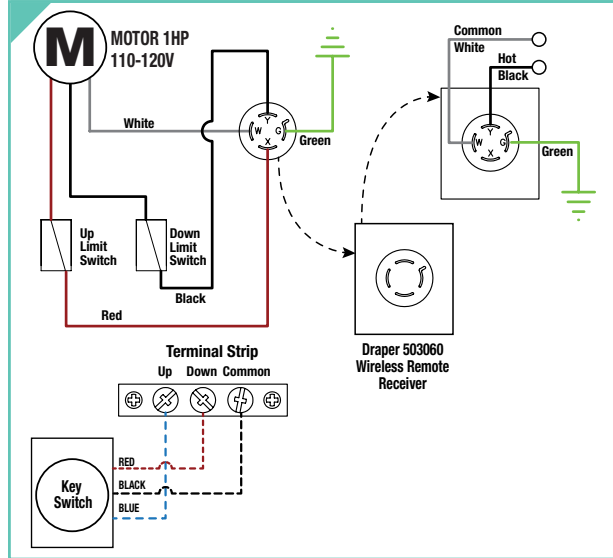 M
MOTOR 1HP
110-120V
White
Y
W
G
X
Green
Up
Limit
Switch
Down
Limit
Switch
Black
Red
Common
White
Hot
Black
Y
W
G
X
Green
Draper 503060
Wireless Remote
Receiver
Terminal Strip
Up Down Common
Key
Switch
RED
BLACK
BLUE